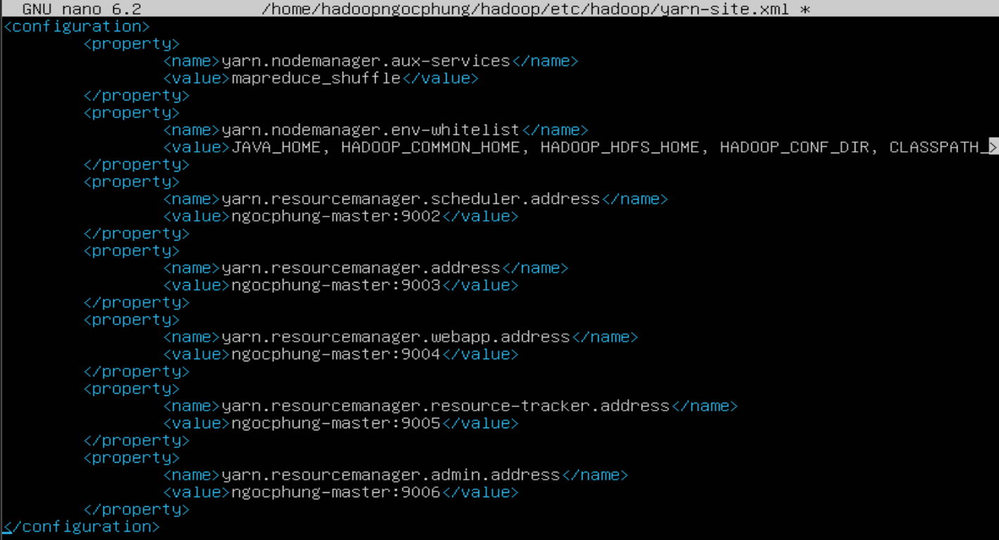 GNU nano 6.2 /home/hadoopngocphung/hadoop/etc/hadoop/yarn-site.xml *
<configuration>
        <property>
                <name>yarn.nodemanager.aux-services</name>
                <value>mapreduce_shuffle</value>
        </property>
        <property>
                <name>yarn.nodemanager.env-whitelist</name>
                <value>JAVA_HOME, HADOOP_COMMON_HOME, HADOOP_HDFS_HOME, HADOOP_CONF_DIR, CLASSPATH_>
        </property>
        <property>
                <name>yarn.resourcemanager.scheduler.address</name>
                <value>ngocphung-master:9002</value>
        </property>
        <property>
                <name>yarn.resourcemanager.address</name>
                <value>ngocphung-master:9003</value>
        </property>
        <property>
                <name>yarn.resourcemanager.webapp.address</name>
                <value>ngocphung-master:9004</value>
        </property>
        <property>
                <name>yarn.resourcemanager.resource-tracker.address</name>
                <value>ngocphung-master:9005</value>
        </property>
        <property>
                <name>yarn.resourcemanager.admin.address</name>
                <value>ngocphung-master:9006</value>
        </property>
</configuration>